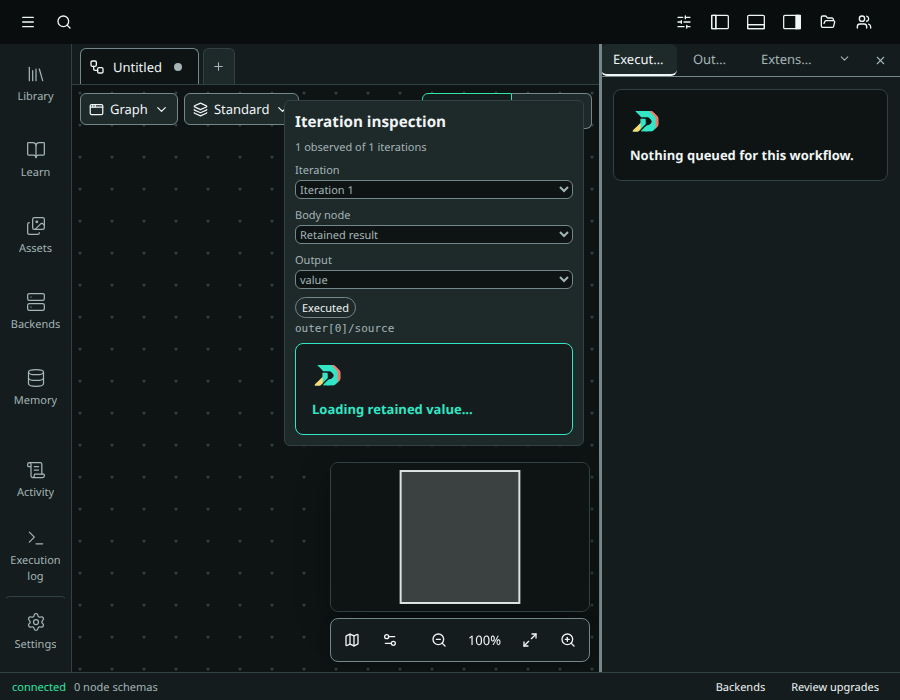 Untitled
+
Execut...
Out...
Extens...
Library
Learn
Assets
Backends
Memory
Activity
Execution
log
Settings
Graph
Standard
Iteration inspection
1 observed of 1 iterations
Iteration
Iteration 1
Body node
Retained result
Output
value
Executed
outer[0]/source
Loading retained value...
100%
Nothing queued for this workflow.
connected
0 node schemas
Backends
Review upgrades